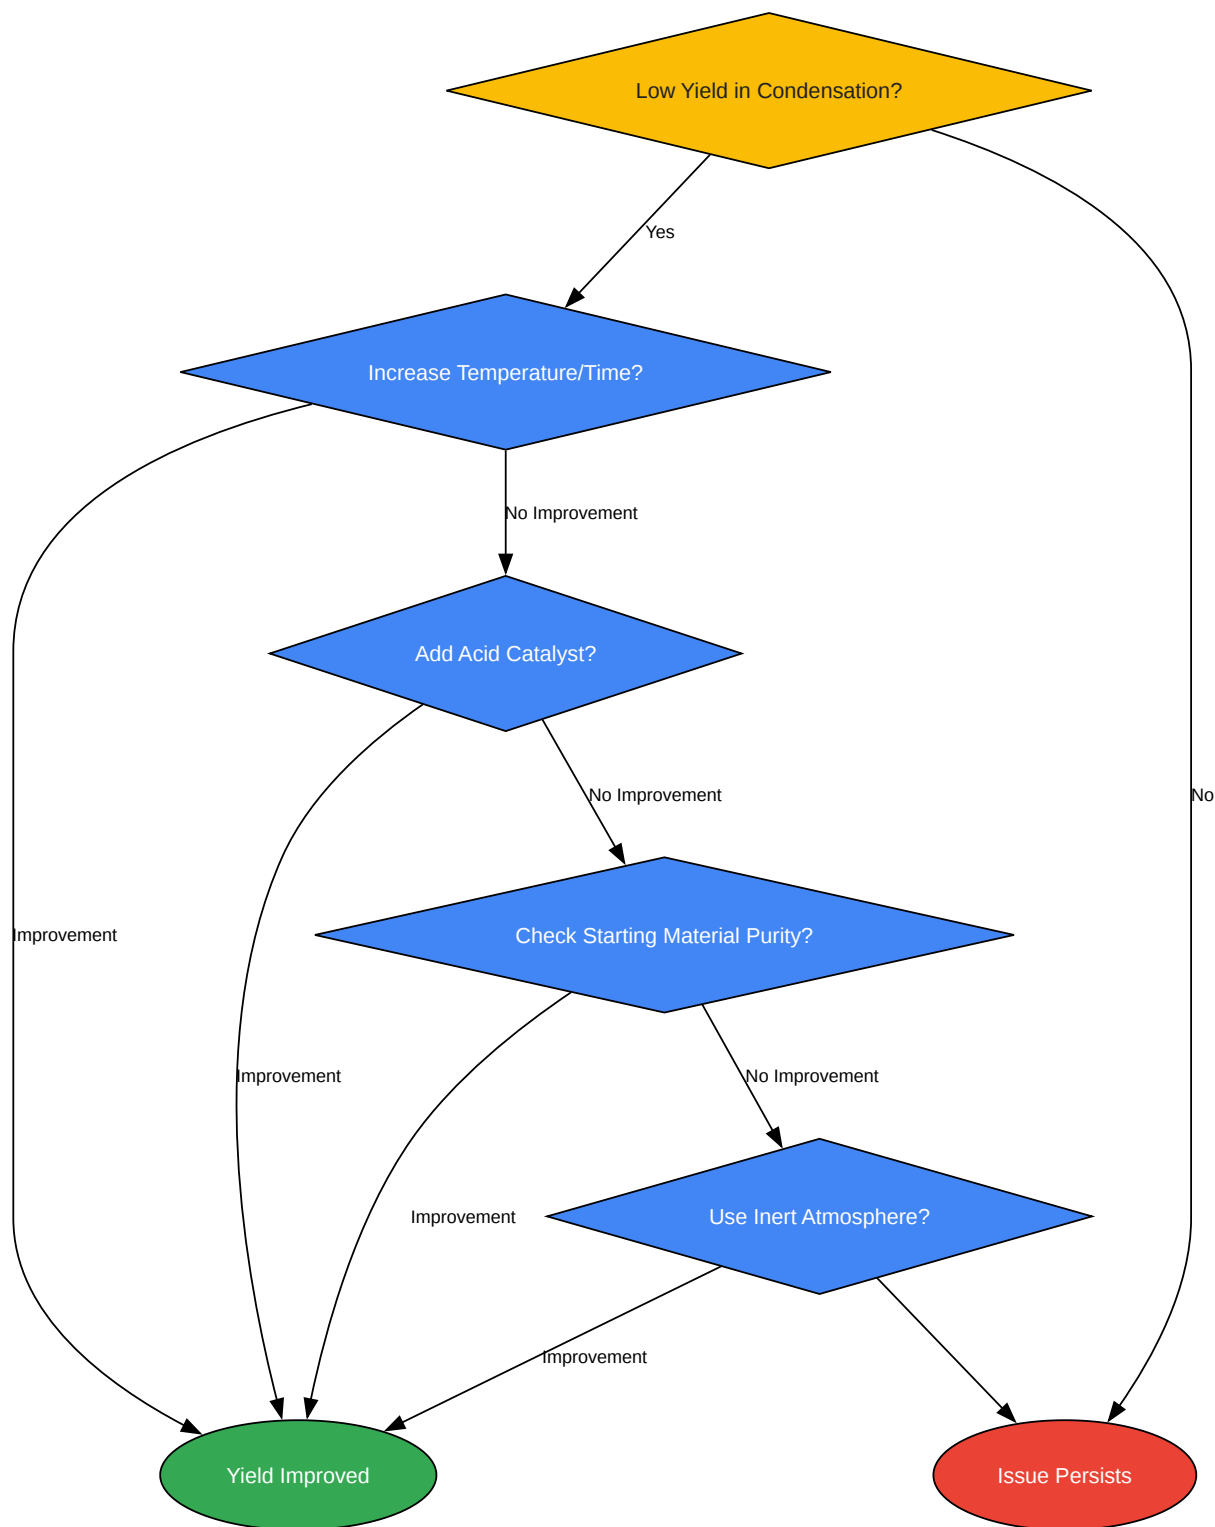 Low Yield in Condensation?
Yes
Increase Temperature/Time?
No Improvement
Add Acid Catalyst?
No Improvement
No
Check Starting Material Purity?
Improvement
Improvement
No Improvement
Improvement
Use Inert Atmosphere?
Improvement
Yield Improved
Issue Persists